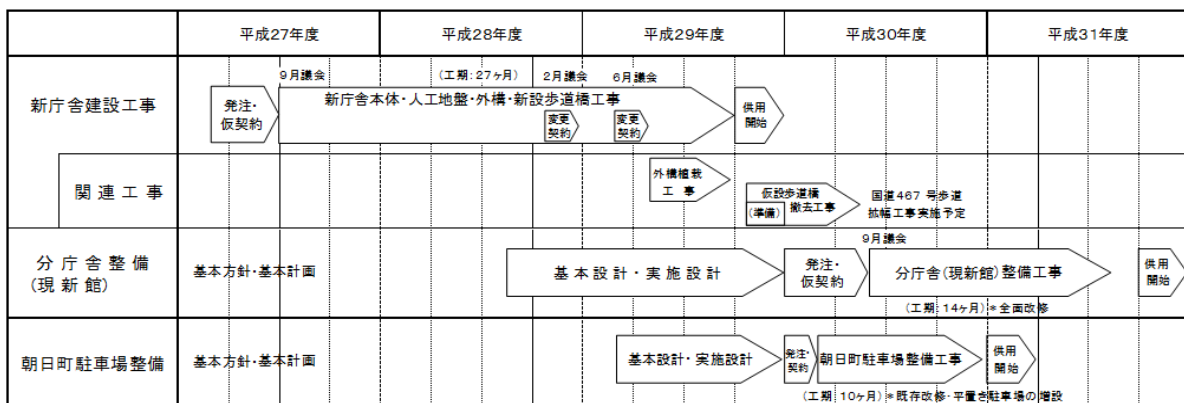 平成27年度 平成28年度 平成29年度 平成30年度 平成31年度
新庁舎建設工事
9月議会 (工期:27ヶ月) 2月議会 6月議会
発注・
仮契約
新庁舎本体・人工地盤・外構・新設歩道橋工事
変更
契約
変更
契約
供用
開始
関連工事
外構植栽
工事
仮設歩道橋
(準備) 撤去工事
国道467号歩道
拡幅工事実施予定
分庁舎整備
(現新館)
基本方針・基本計画
基本設計・実施設計
発注・
仮契約
9月議会
分庁舎(現新館)整備工事
(工期:14ヶ月)*全面改修
供用
開始
朝日町駐車場整備
基本方針・基本計画
基本設計・実施設計
発注・
契約
朝日町駐車場整備工事
(工期:10ヶ月)*既存改修・平置き駐車場の増設
供用
開始